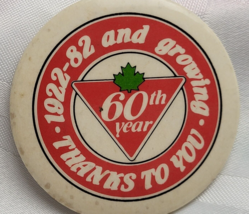 1922-82 and growing
60th
year
THANKS TO YOU